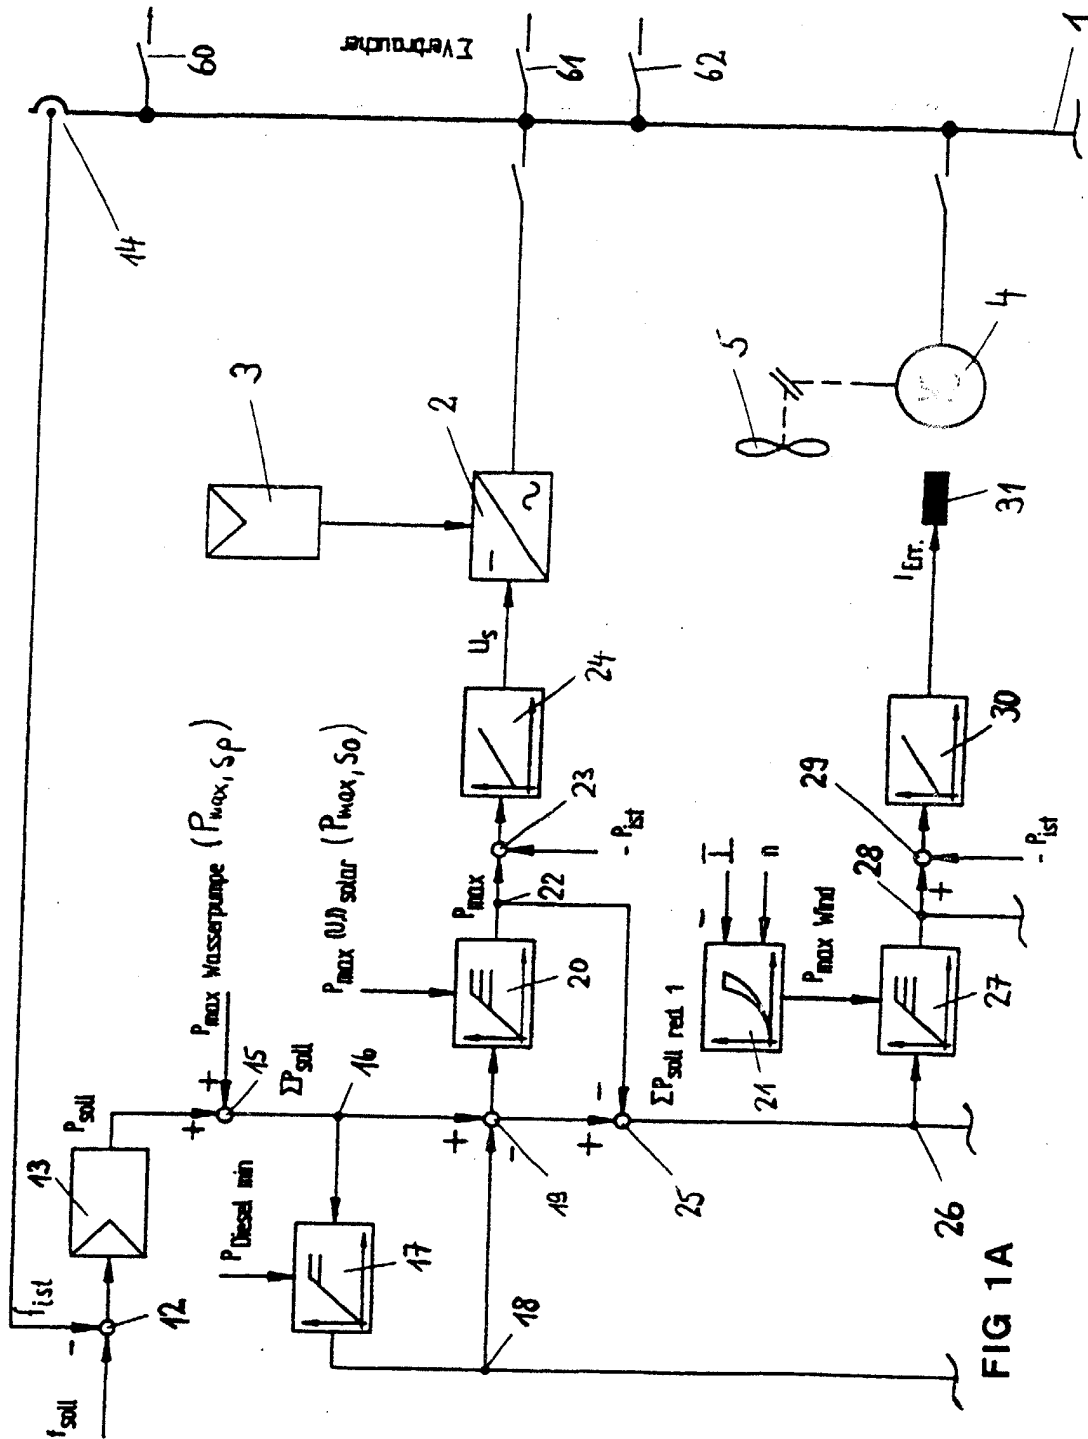 60
Σ Verbraucher
61
62
1
14
3
2
5
4
31
I Err.
U_S
24
30
P_max Wasserpumpe (P_max, Sp)
P_max (U,I) solar (P_max, So)
P_max
23
- P_ist
22
20
29
28
+
- P_ist
- I
n
P_max Wind
27
21
P_soll
+
+
15
ΣP_soll
16
+
-
19
-
+
-
25
ΣP_soll red 1
26
13
P_Diesel min
17
18
f_ist
-
12
f_soll
FIG 1A